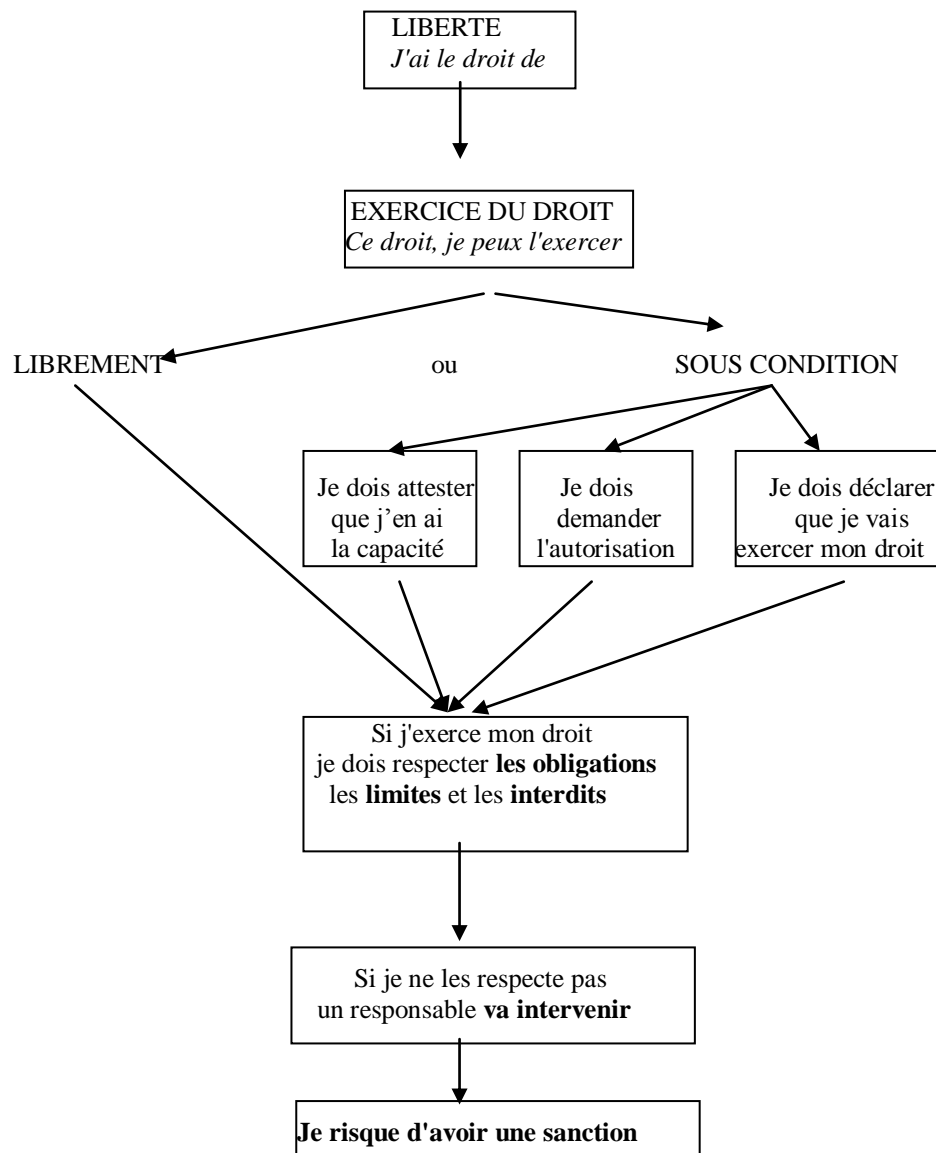 LIBERTE
J'ai le droit de
EXERCICE DU DROIT
Ce droit, je peux l'exercer
LIBREMENT
ou
SOUS CONDITION
Je dois attester
que j’en ai
la capacité
Je dois
demander
l'autorisation
Je dois déclarer
que je vais
exercer mon droit
Si j'exerce mon droit
je dois respecter les obligations
les limites et les interdits
Si je ne les respecte pas
un responsable va intervenir
Je risque d'avoir une sanction